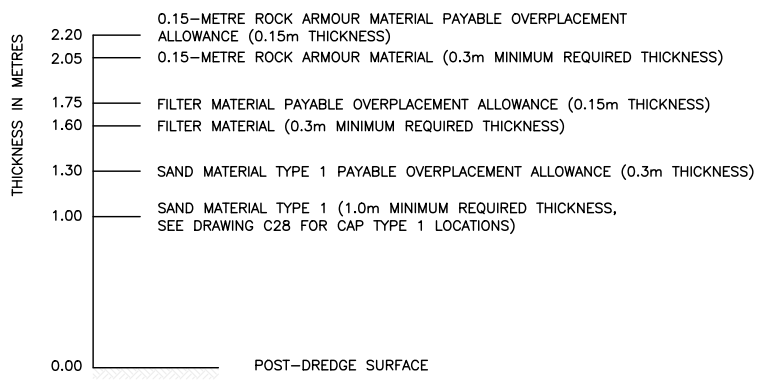 THICKNESS IN METRES
0.15-METRE ROCK ARMOUR MATERIAL PAYABLE OVERPLACEMENT
2.20 ALLOWANCE (0.15m THICKNESS)
2.05 0.15-METRE ROCK ARMOUR MATERIAL (0.3m MINIMUM REQUIRED THICKNESS)
1.75 FILTER MATERIAL PAYABLE OVERPLACEMENT ALLOWANCE (0.15m THICKNESS)
1.60 FILTER MATERIAL (0.3m MINIMUM REQUIRED THICKNESS)
1.30 SAND MATERIAL TYPE 1 PAYABLE OVERPLACEMENT ALLOWANCE (0.3m THICKNESS)
1.00 SAND MATERIAL TYPE 1 (1.0m MINIMUM REQUIRED THICKNESS,
SEE DRAWING C28 FOR CAP TYPE 1 LOCATIONS)
0.00 POST-DREDGE SURFACE